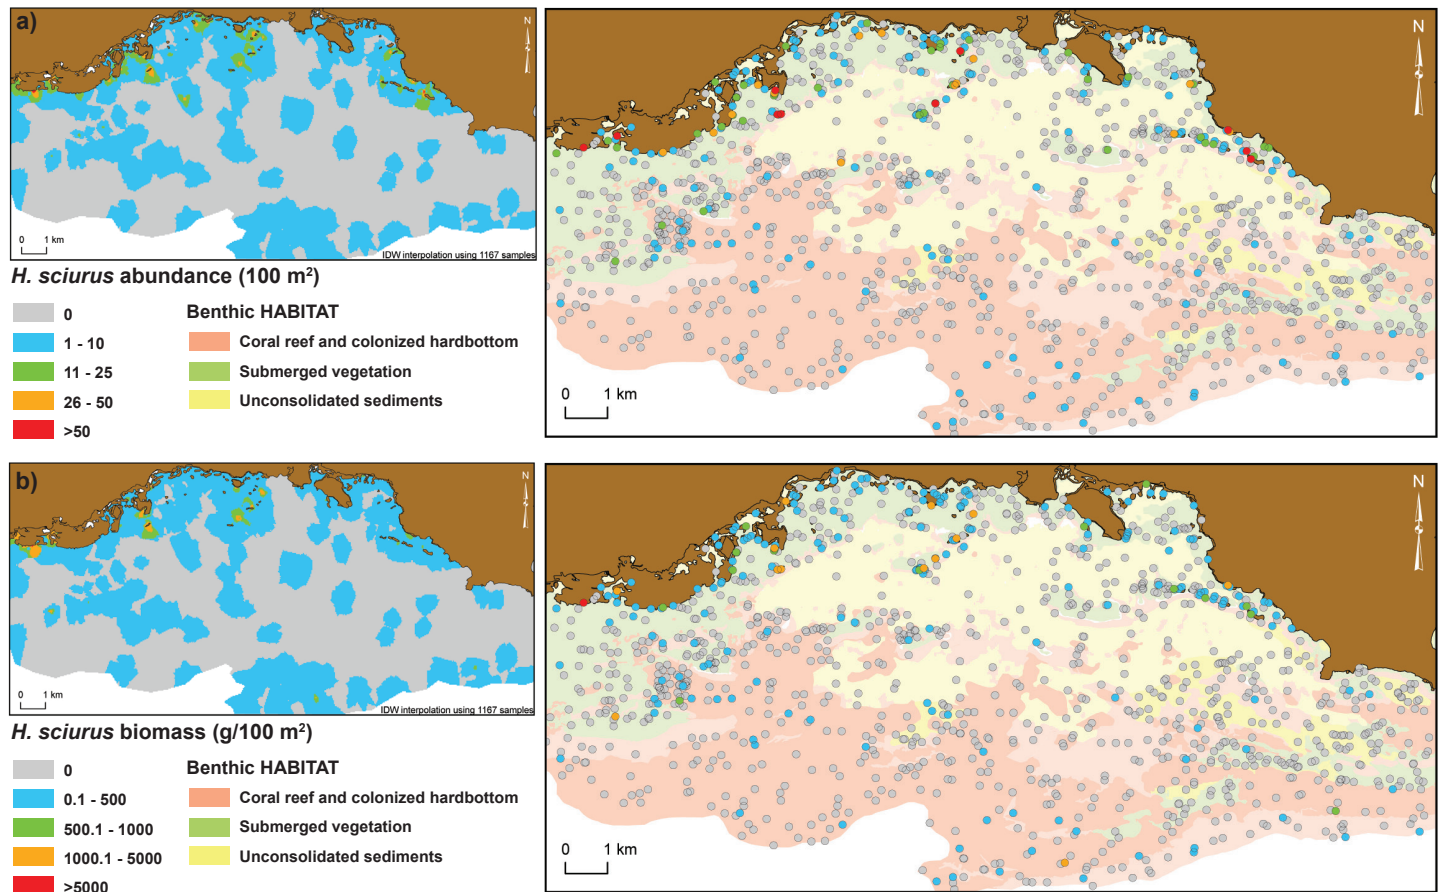 a)
N
0 1 km
IDW interpolation using 1167 samples
N
0 1 km
H. sciurus abundance (100 m²)
0
1 - 10
11 - 25
26 - 50
>50
Benthic HABITAT
Coral reef and colonized hardbottom
Submerged vegetation
Unconsolidated sediments
b)
N
0 1 km
IDW interpolation using 1167 samples
N
0 1 km
H. sciurus biomass (g/100 m²)
0
0.1 - 500
500.1 - 1000
1000.1 - 5000
>5000
Benthic HABITAT
Coral reef and colonized hardbottom
Submerged vegetation
Unconsolidated sediments